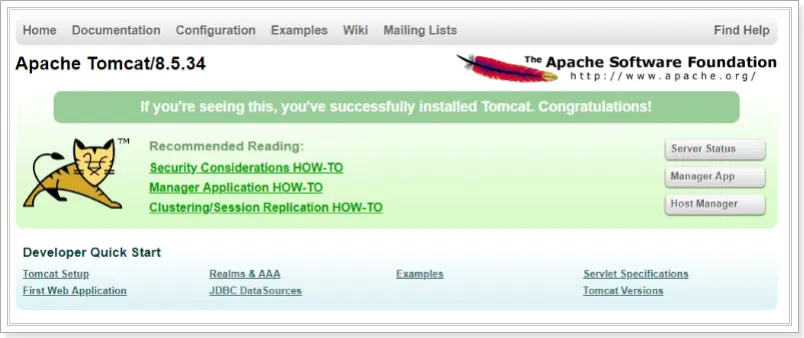 Home Documentation Configuration Examples Wiki Mailing Lists Find Help
Apache Tomcat/8.5.34
The Apache Software Foundation
http://www.apache.org/
If you're seeing this, you've successfully installed Tomcat. Congratulations!
TM
Recommended Reading:
Security Considerations HOW-TO
Manager Application HOW-TO
Clustering/Session Replication HOW-TO
Server Status
Manager App
Host Manager
Developer Quick Start
Tomcat Setup Realms & AAA Examples Servlet Specifications
First Web Application JDBC DataSources Tomcat Versions